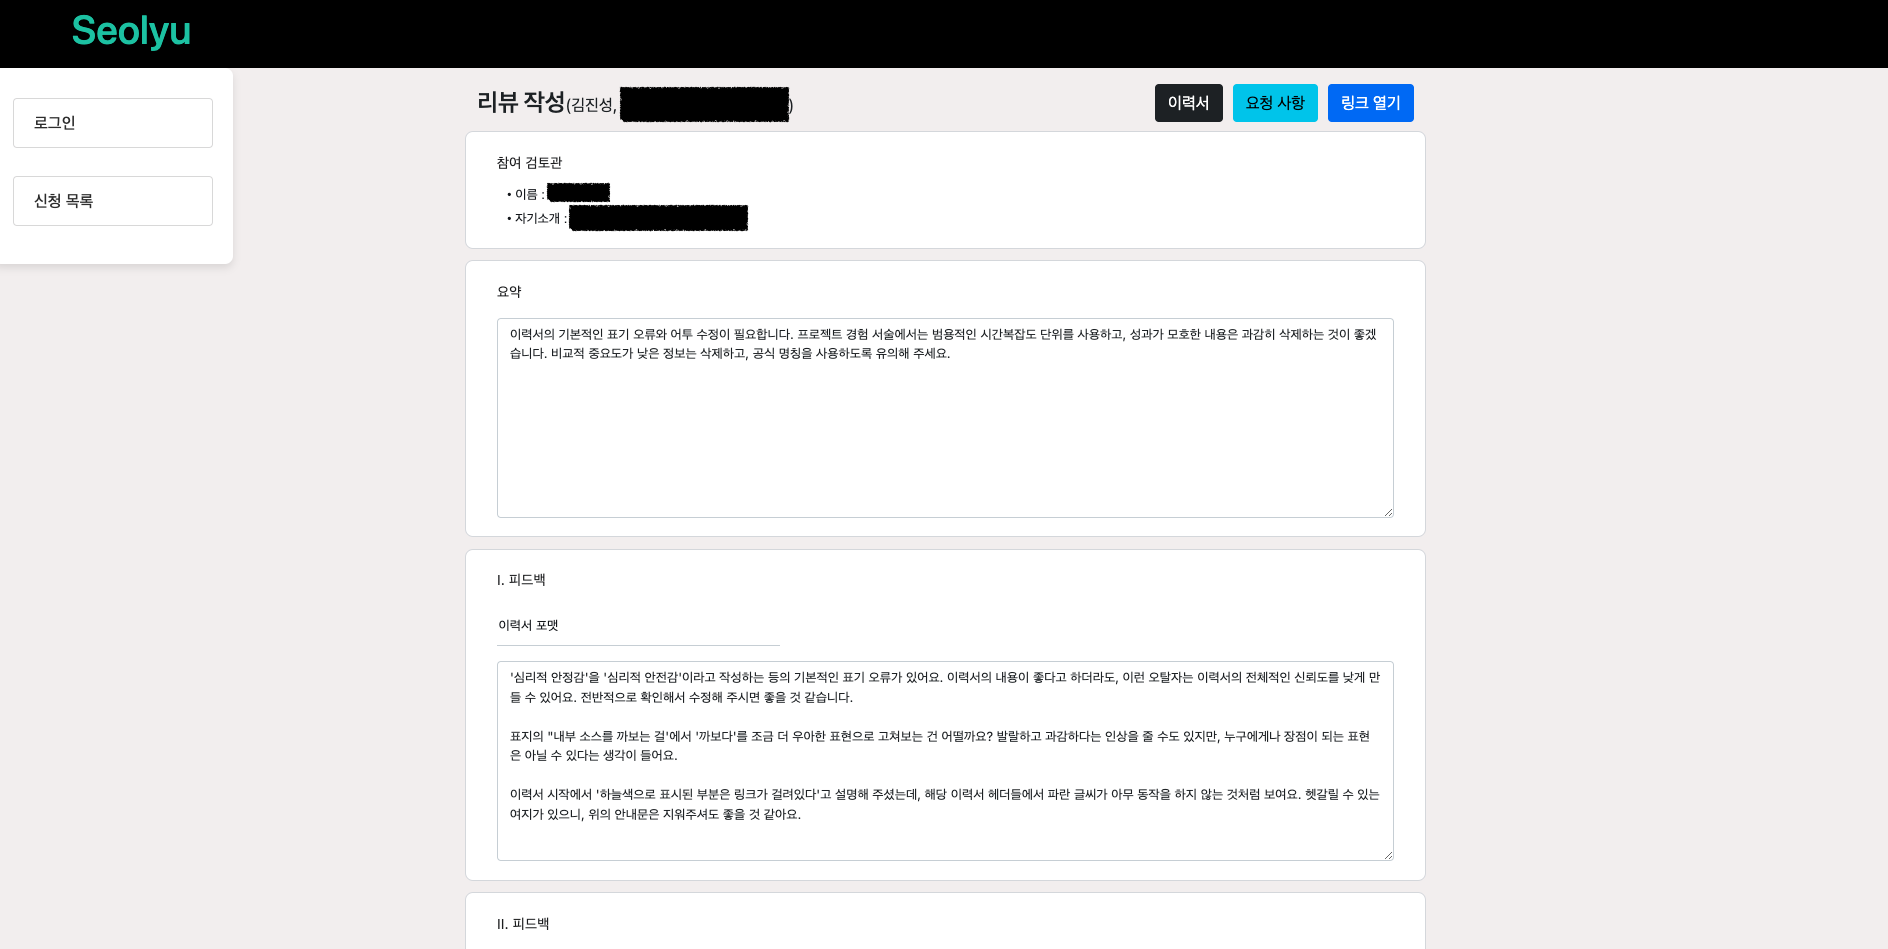 Seolyu
로그인
신청 목록
리뷰 작성(김진성, )
이력서
요청 사항
링크 열기
참여 검토관
• 이름 :
• 자기소개 :
요약
이력서의 기본적인 표기 오류와 어투 수정이 필요합니다. 프로젝트 경험 서술에서는 범용적인 시간복잡도 단위를 사용하고, 성과가 모호한 내용은 과감히 삭제하는 것이 좋겠
습니다. 비교적 중요도가 낮은 정보는 삭제하고, 공식 명칭을 사용하도록 유의해 주세요.
I. 피드백
이력서 포맷
'심리적 안정감'을 '심리적 안전감'이라고 작성하는 등의 기본적인 표기 오류가 있어요. 이력서의 내용이 좋다고 하더라도, 이런 오탈자는 이력서의 전체적인 신뢰도를 낮게 만
들 수 있어요. 전반적으로 확인해서 수정해 주시면 좋을 것 같습니다.
표지의 "내부 소스를 까보는 걸'에서 '까보다'를 조금 더 우아한 표현으로 고쳐보는 건 어떨까요? 발랄하고 과감하다는 인상을 줄 수도 있지만, 누구에게나 장점이 되는 표현
은 아닐 수 있다는 생각이 들어요.
이력서 시작에서 '하늘색으로 표시된 부분은 링크가 걸려있다'고 설명해 주셨는데, 해당 이력서 헤더들에서 파란 글씨가 아무 동작을 하지 않는 것처럼 보여요. 헷갈릴 수 있는
여지가 있으니, 위의 안내문은 지워주셔도 좋을 것 같아요.
II. 피드백